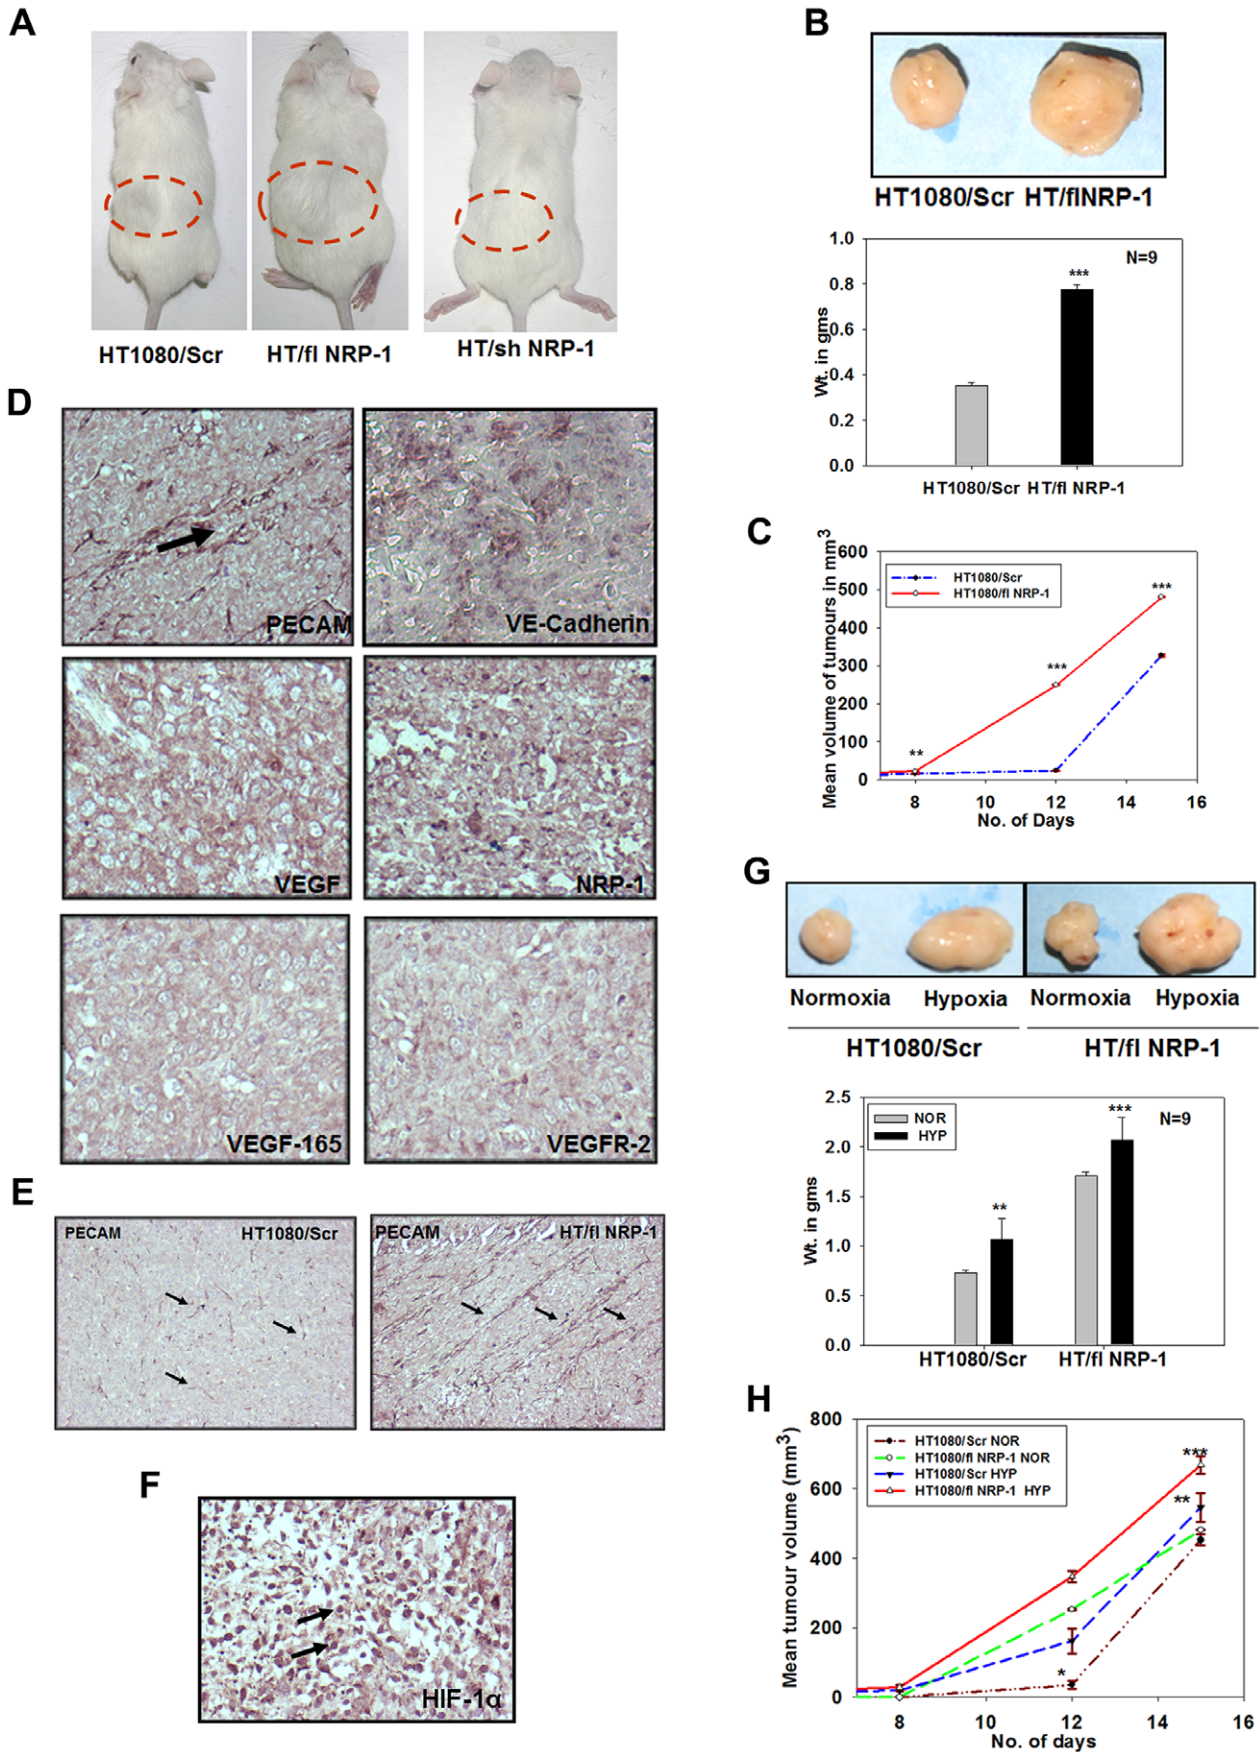 A
HT1080/Scr
HT/fl NRP-1
HT/sh NRP-1
B
HT1080/Scr HT/flNRP-1
1.0
0.8
0.6
0.4
0.2
0.0
Wt. in gms
N=9
***
HT1080/Scr HT/fl NRP-1
C
600
500
400
300
200
100
0
Mean volume of tumours in mm3
HT1080/Scr
HT1080/fl NRP-1
**
***
***
8 10 12 14 16
No. of Days
D
PECAM
VE-Cadherin
VEGF
NRP-1
VEGF-165
VEGFR-2
E
PECAM HT1080/Scr
PECAM HT/fl NRP-1
F
HIF-1α
G
Normoxia Hypoxia Normoxia Hypoxia
HT1080/Scr HT/fl NRP-1
2.5
2.0
1.5
1.0
0.5
0.0
Wt. in gms
NOR
HYP
N=9
**
***
HT1080/Scr HT/fl NRP-1
H
800
600
400
200
0
Mean tumour volume (mm3)
HT1080/Scr NOR
HT1080/fl NRP-1 NOR
HT1080/Scr HYP
HT1080/fl NRP-1 HYP
***
**
*
8 10 12 14 16
No. of days